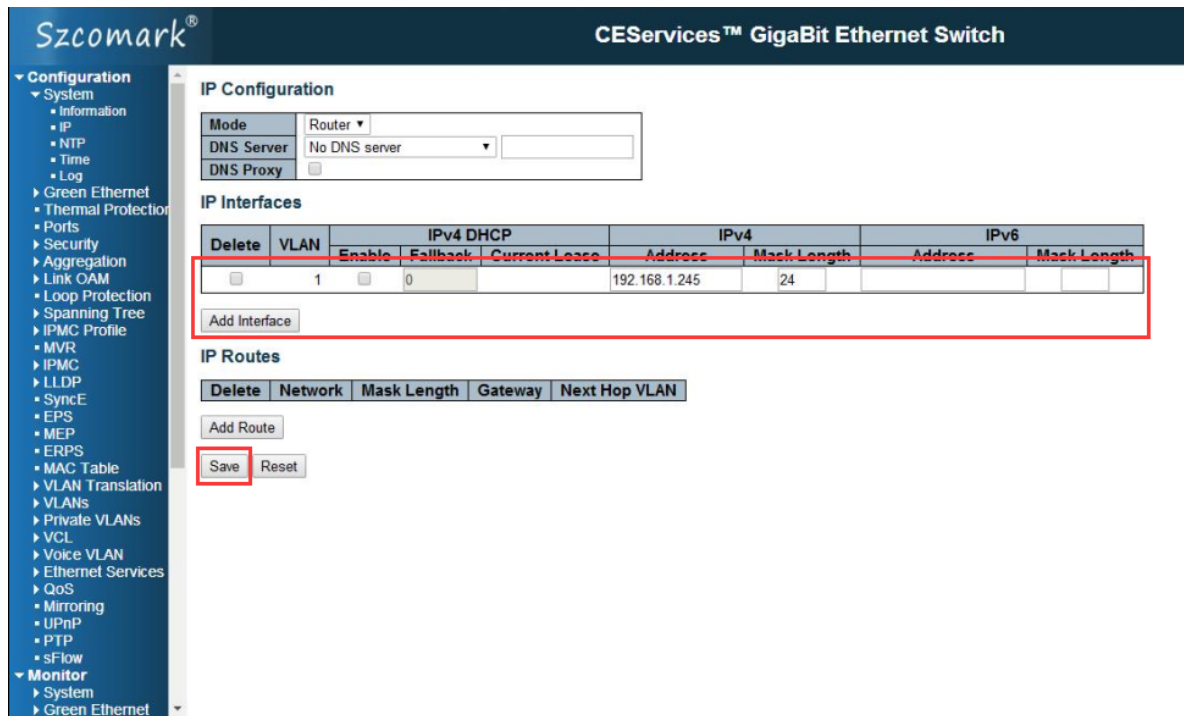 Szcomark®
CEServices™ GigaBit Ethernet Switch
Configuration
System
Information
IP
NTP
Time
Log
Green Ethernet
Thermal Protection
Ports
Security
Aggregation
Link OAM
Loop Protection
Spanning Tree
IPMC Profile
MVR
IPMC
LLDP
SyncE
EPS
MEP
ERPS
MAC Table
VLAN Translation
VLANs
Private VLANs
VCL
Voice VLAN
Ethernet Services
QoS
Mirroring
UPnP
PTP
sFlow
Monitor
System
Green Ethernet
IP Configuration
Mode Router
DNS Server No DNS server
DNS Proxy
IP Interfaces
Delete VLAN IPv4 DHCP IPv4 IPv6
Enable Fallback Current Lease Address Mask Length Address Mask Length
1 0 192.168.1.245 24
Add Interface
IP Routes
Delete Network Mask Length Gateway Next Hop VLAN
Add Route
Save Reset